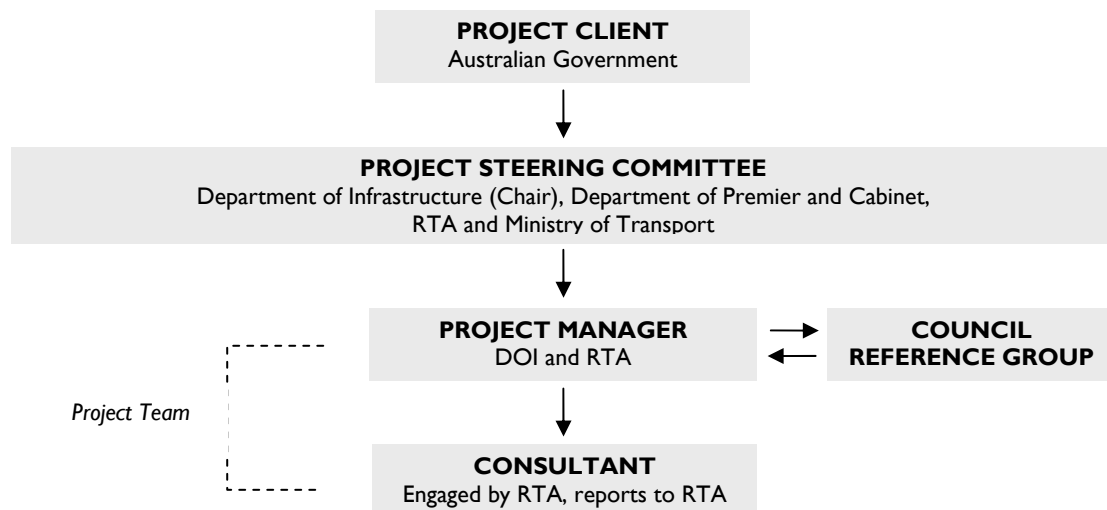 PROJECT CLIENT
Australian Government
PROJECT STEERING COMMITTEE
Department of Infrastructure (Chair), Department of Premier and Cabinet,
RTA and Ministry of Transport
PROJECT MANAGER
DOI and RTA
COUNCIL
REFERENCE GROUP
Project Team
CONSULTANT
Engaged by RTA, reports to RTA